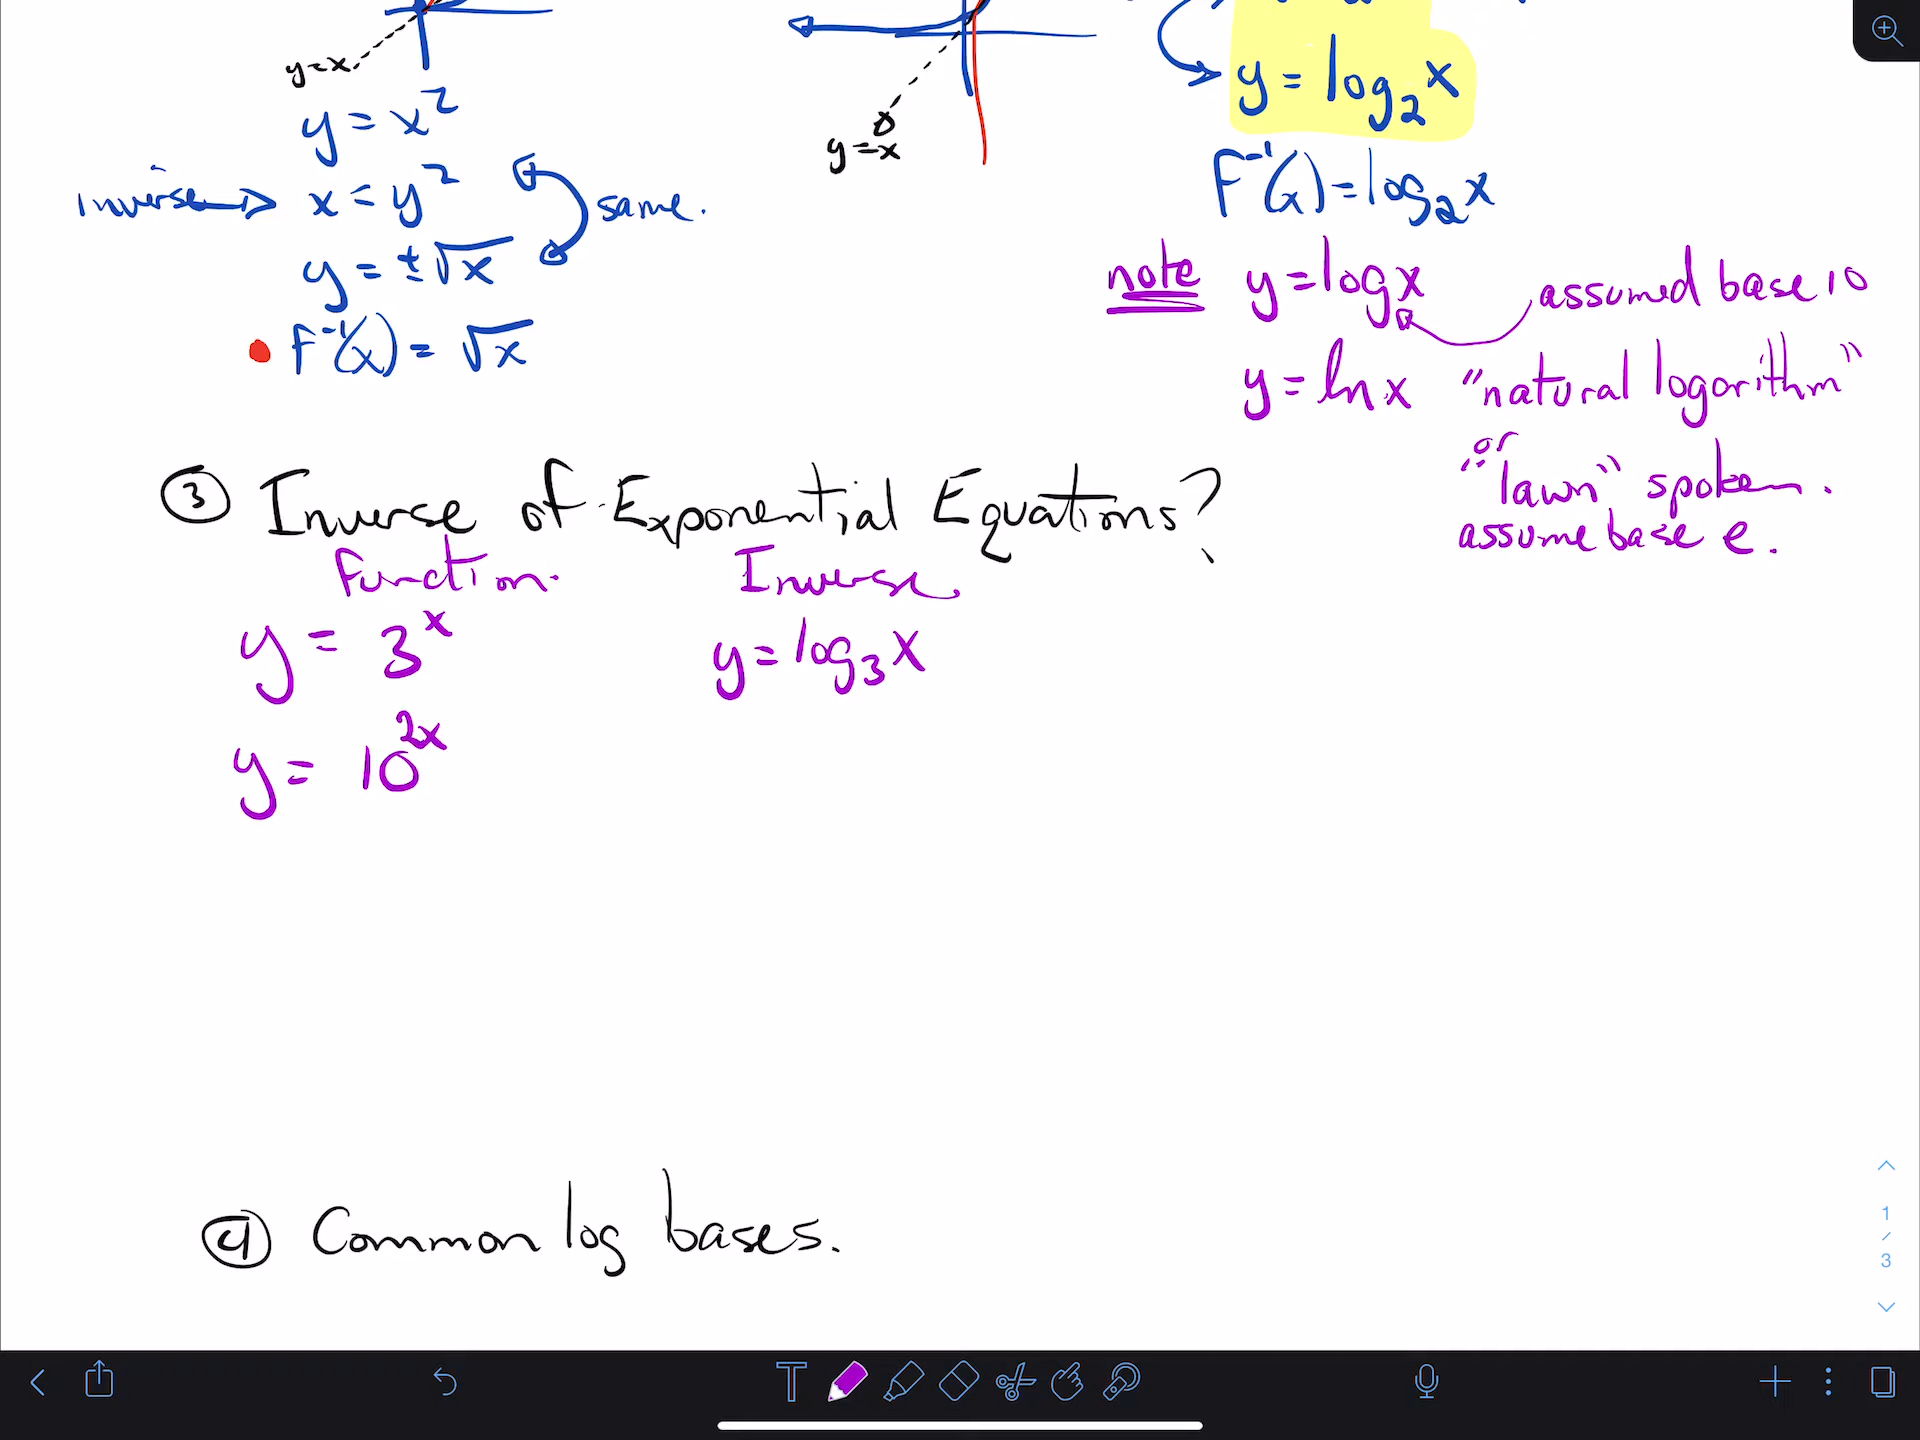 y=x
y = x²
inverse → x = y²
same.
y = ±√x
F⁻¹(x) = √x
y=x
y = log₂x
F⁻¹(x) = log₂x
note y = log x
assumed base 10
y = ln x "natural logorithm"
or
"lawn" spoken.
assume base e.
③ Inverse of Exponential Equations?
Function.
Inverse.
y = 3ˣ
y = log₃x
y = 10²ˣ
④ Common log bases.
1
/
3
T